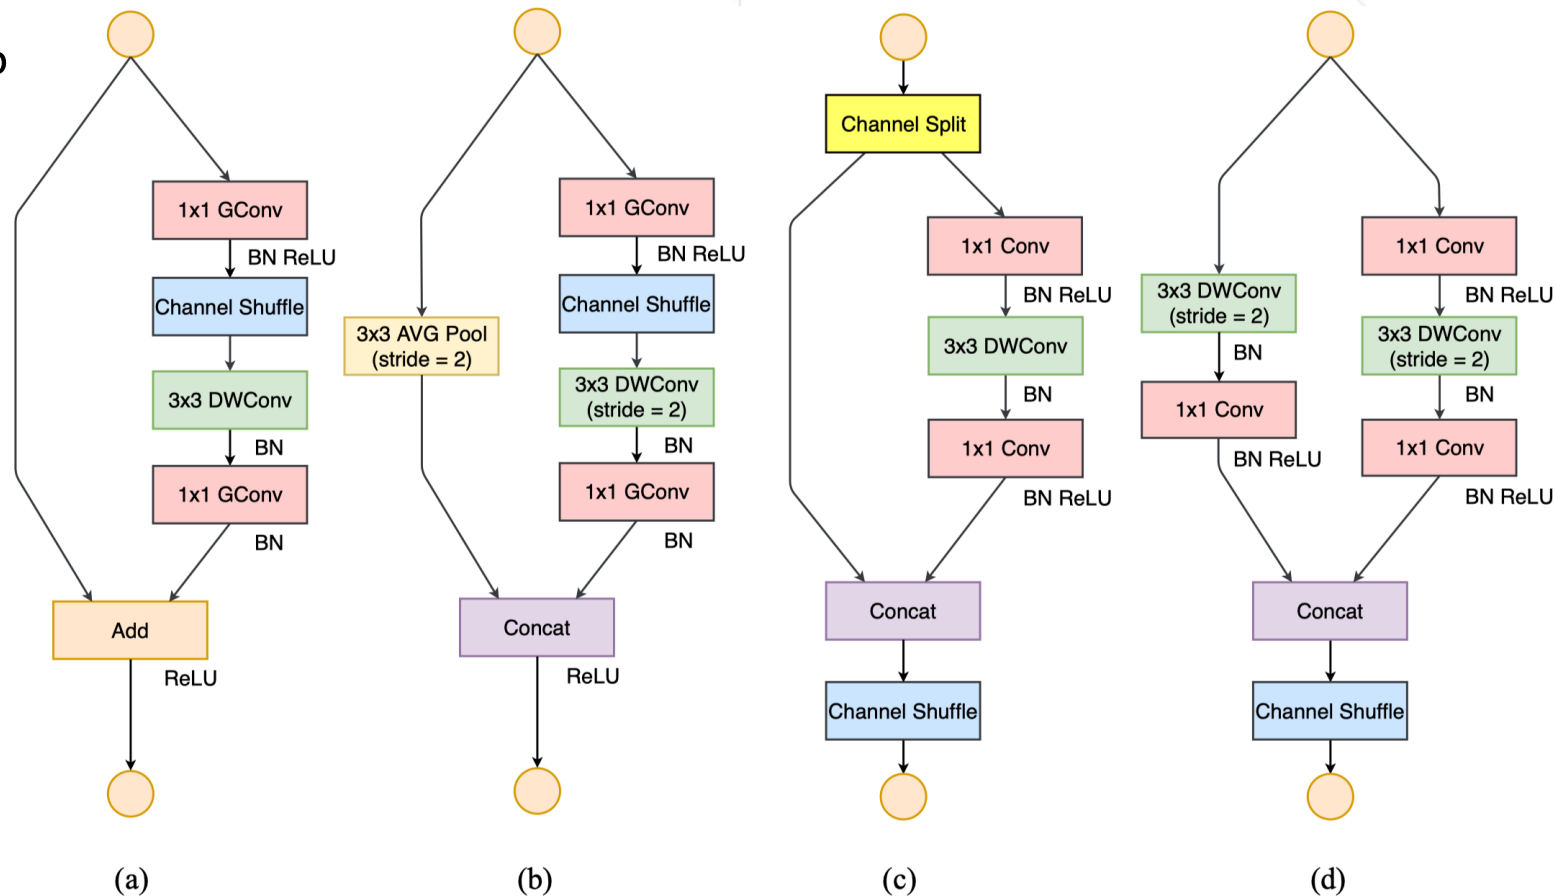 1x1 GConv
BN ReLU
Channel Shuffle
3x3 DWConv
BN
1x1 GConv
BN
Add
ReLU
(a)
1x1 GConv
BN ReLU
Channel Shuffle
3x3 AVG Pool
(stride = 2)
3x3 DWConv
(stride = 2)
BN
1x1 GConv
BN
Concat
ReLU
(b)
Channel Split
1x1 Conv
BN ReLU
3x3 DWConv
BN
1x1 Conv
BN ReLU
Concat
Channel Shuffle
(c)
3x3 DWConv
(stride = 2)
BN
1x1 Conv
BN ReLU
1x1 Conv
BN ReLU
3x3 DWConv
(stride = 2)
BN
1x1 Conv
BN ReLU
Concat
Channel Shuffle
(d)